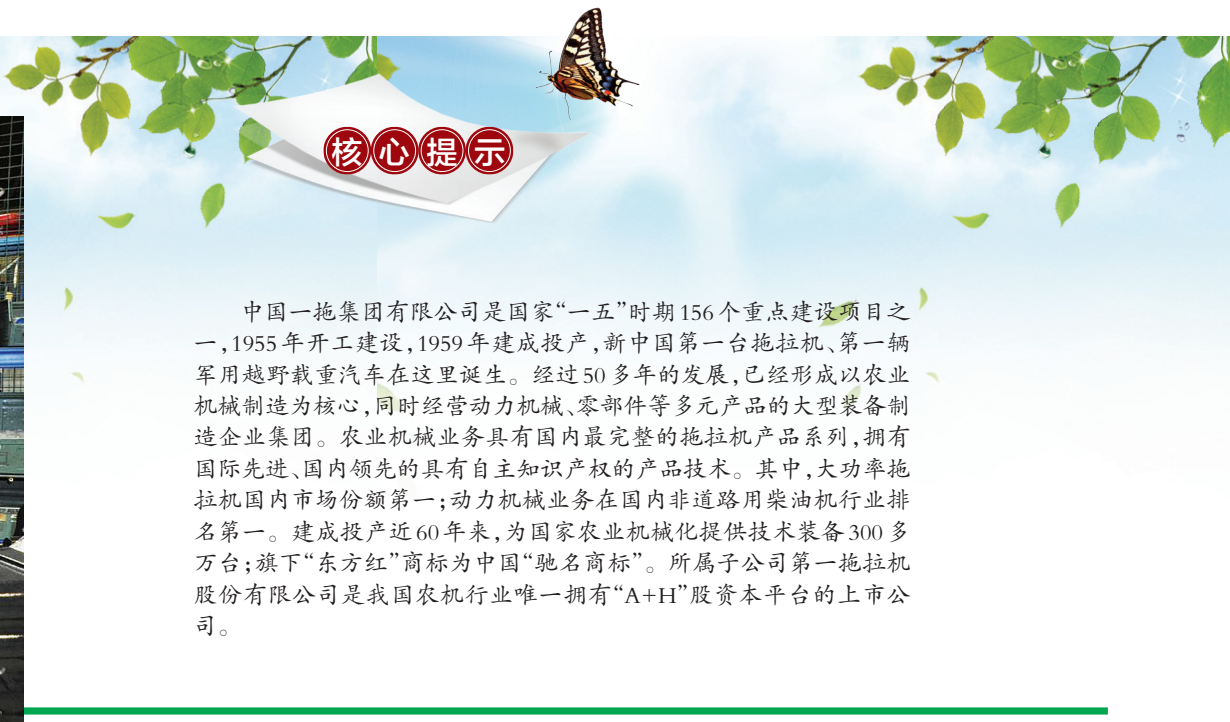 核心提示
中国一拖集团有限公司是国家“一五”时期156个重点建设项目之
一,1955年开工建设,1959年建成投产,新中国第一台拖拉机、第一辆
军用越野载重汽车在这里诞生。经过50多年的发展,已经形成以农业
机械制造为核心,同时经营动力机械、零部件等多元产品的大型装备制
造企业集团。农业机械业务具有国内最完整的拖拉机产品系列,拥有
国际先进、国内领先的具有自主知识产权的产品技术。其中,大功率拖
拉机国内市场份额第一;动力机械业务在国内非道路用柴油机行业排
名第一。建成投产近60年来,为国家农业机械化提供技术装备300多
万台;旗下“东方红”商标为中国“驰名商标”。所属子公司第一拖拉机
股份有限公司是我国农机行业唯一拥有“A+H”股资本平台的上市公
司。